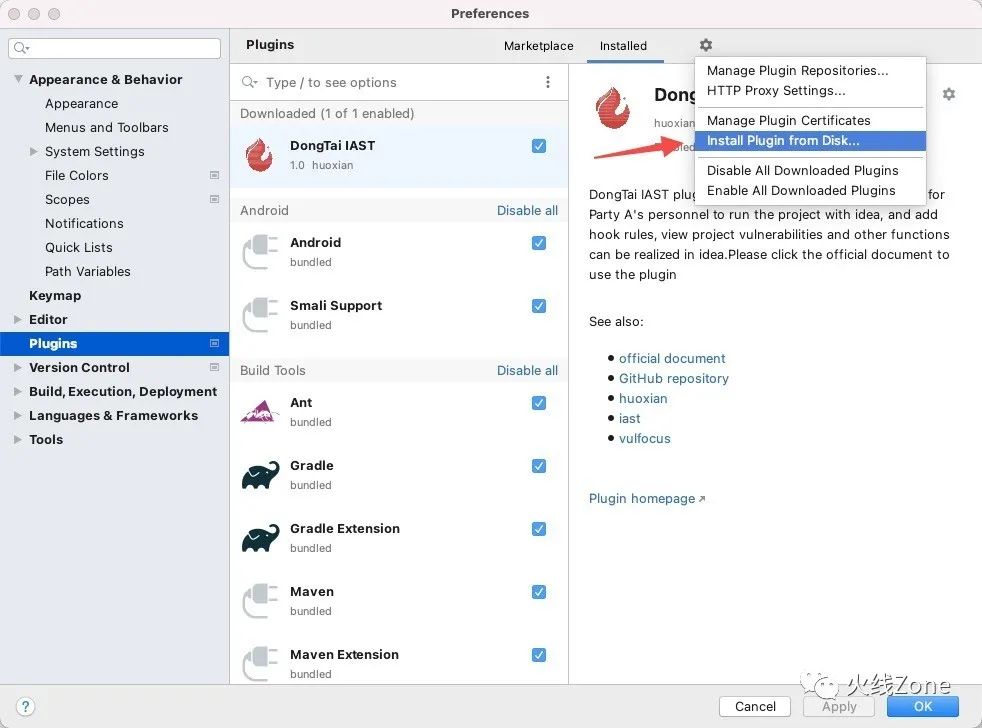 Preferences
Plugins
Marketplace
Installed
Appearance & Behavior
Appearance
Menus and Toolbars
System Settings
File Colors
Scopes
Notifications
Quick Lists
Path Variables
Keymap
Editor
Plugins
Version Control
Build, Execution, Deployment
Languages & Frameworks
Tools
Type / to see options
Downloaded (1 of 1 enabled)
DongTai IAST
1.0 huoxian
Android
Disable all
Android
bundled
Smali Support
bundled
Build Tools
Disable all
Ant
bundled
Gradle
bundled
Gradle Extension
bundled
Maven
bundled
Maven Extension
bundled
Manage Plugin Repositories...
HTTP Proxy Settings...
Manage Plugin Certificates
Install Plugin from Disk...
Disable All Downloaded Plugins
Enable All Downloaded Plugins
Dong
huoxian
DongTai IAST plug
for
Party A's personnel to run the project with idea, and add
hook rules, view project vulnerabilities and other functions
can be realized in idea.Please click the official document to
use the plugin
See also:
official document
GitHub repository
huoxian
iast
vulfocus
Plugin homepage
火线Zone
?
Cancel
Apply
OK